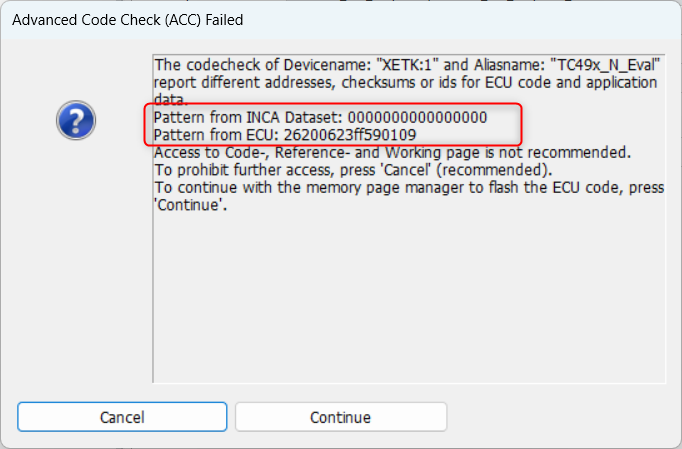 Advanced Code Check (ACC) Failed
The codecheck of Devicename: "XETK:1" and Aliasname: "TC49x_N_Eval"
report different addresses, checksums or ids for ECU code and application
data.
Pattern from INCA Dataset: 0000000000000000
Pattern from ECU: 26200623ff590109
Access to Code-, Reference- and Working page is not recommended.
To prohibit further access, press 'Cancel' (recommended).
To continue with the memory page manager to flash the ECU code, press
'Continue'.
Cancel
Continue